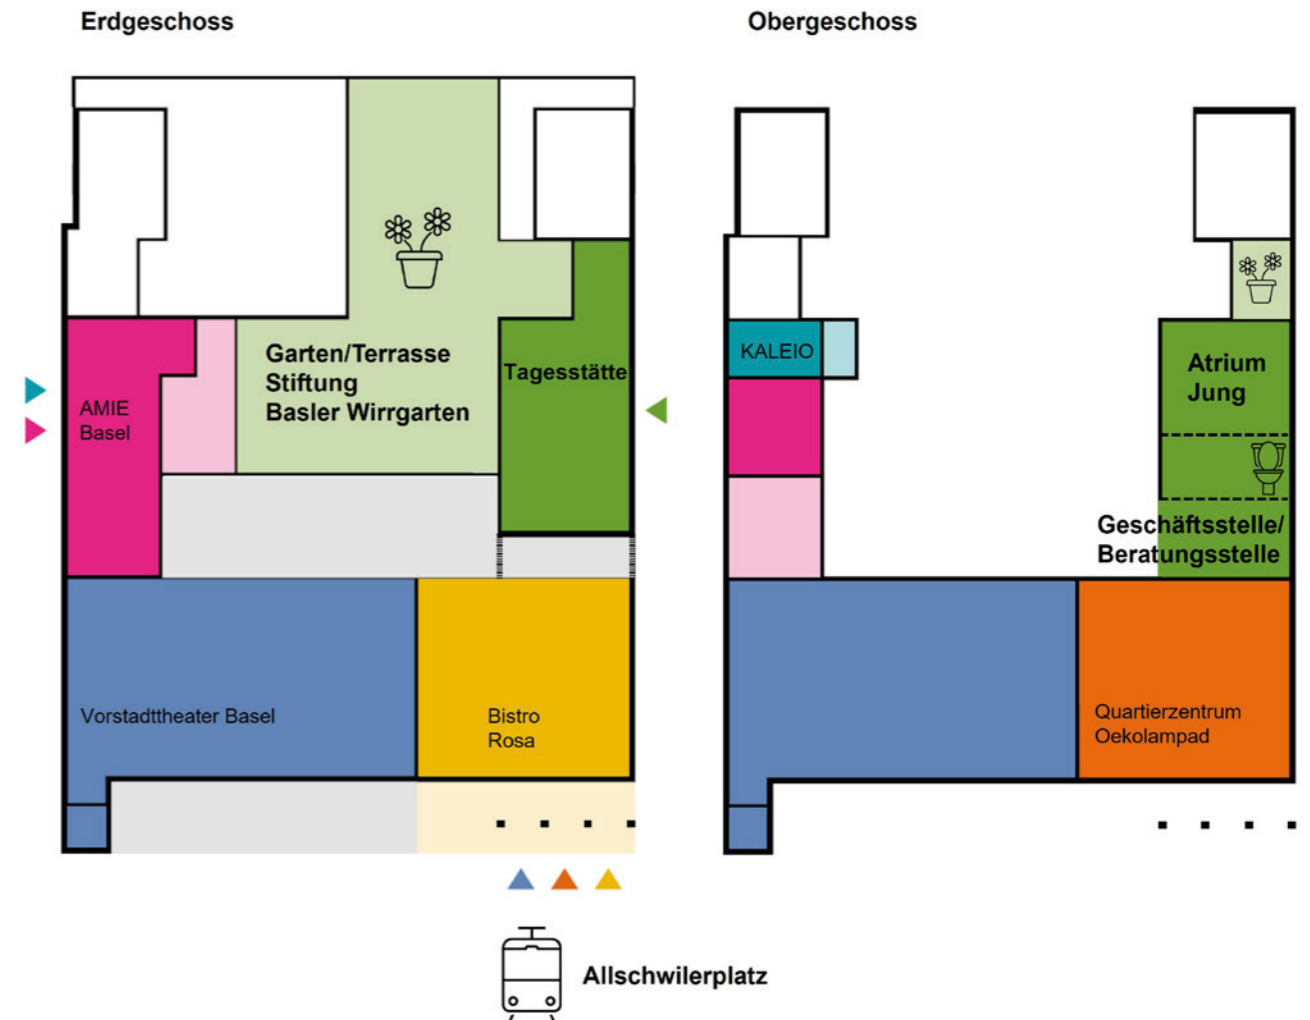 Erdgeschoss
Obergeschoss
Garten/Terrasse
Stiftung
Basler Wirrgarten
Tagesstätte
AMIE
Basel
Vorstadttheater Basel
Bistro
Rosa
KALEIO
Atrium
Jung
Geschäftsstelle/
Beratungsstelle
Quartierzentrum
Oekolampad
Allschwilerplatz